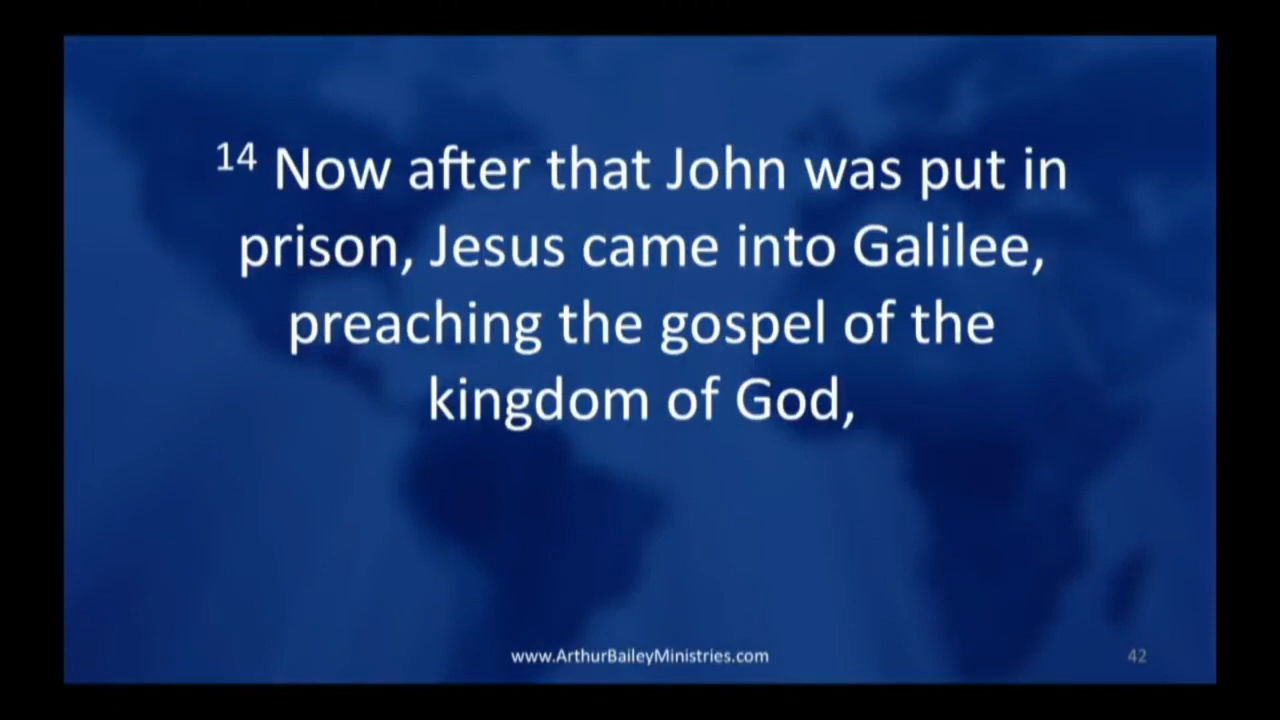 14 Now after that John was put in
prison, Jesus came into Galilee,
preaching the gospel of the
kingdom of God,
www.ArthurBaileyMinistries.com
42